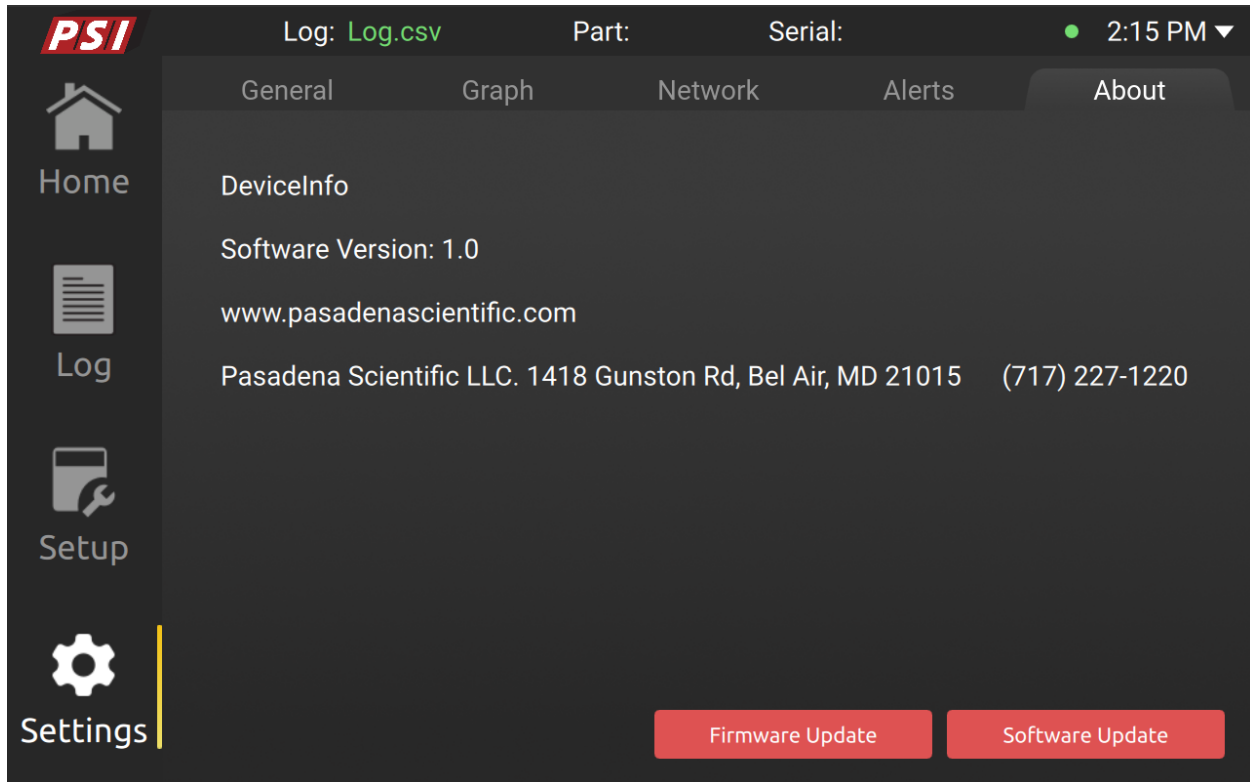 PSI Log: Log.csv Part: Serial: 2:15 PM
General Graph Network Alerts About
Home
DeviceInfo
Software Version: 1.0
www.pasadenascientific.com
Log
Pasadena Scientific LLC. 1418 Gunston Rd, Bel Air, MD 21015 (717) 227-1220
Setup
Settings
Firmware Update Software Update